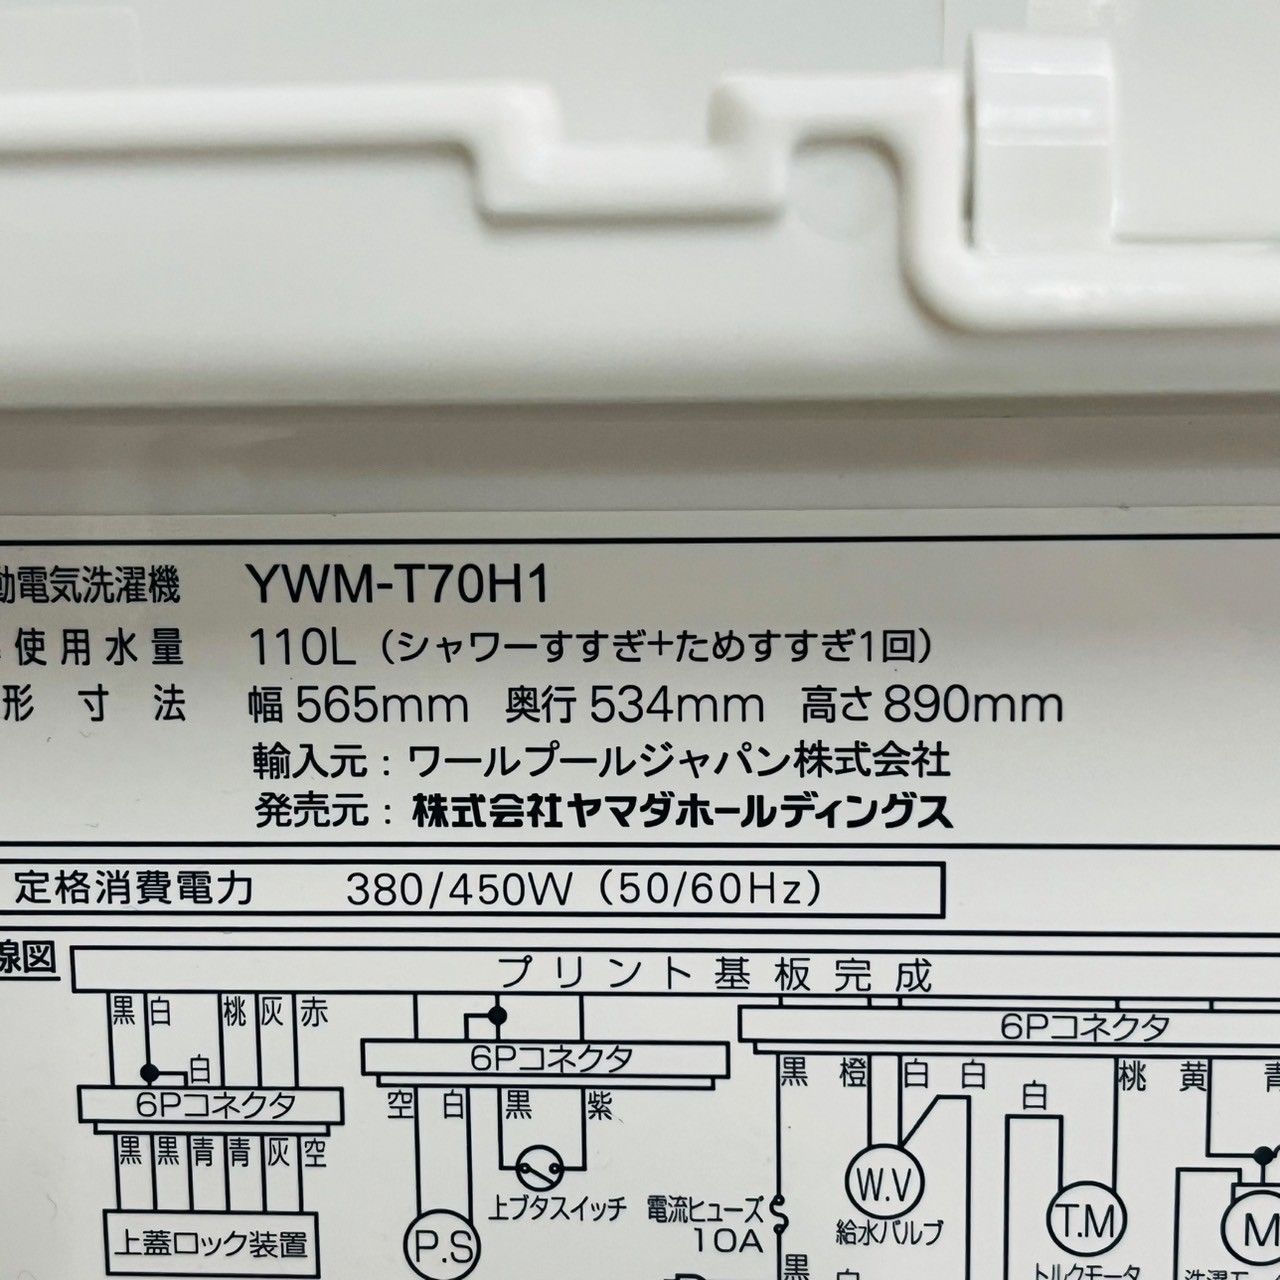 動電気洗濯機 YWM-T70H1
使用水量 110L（シャワーすすぎ+ためすすぎ1回）
形寸法 幅565mm 奥行534mm 高さ890mm
輸入元：ワールプールジャパン株式会社
発売元：株式会社ヤマダホールディングス
定格消費電力 380/450W（50/60Hz）
線図
プリント基板完成
黒 白 桃 灰 赤
6Pコネクタ
6Pコネクタ
白
黒 橙 白 白 桃 黄 青
白
6Pコネクタ
空 白 黒 紫
黒 黒 青 青 灰 空
W.V
上ブタスイッチ
電流ヒューズ
10A
給水バルブ
T.M
M
上蓋ロック装置
P.S
黒
白
トルクモータ